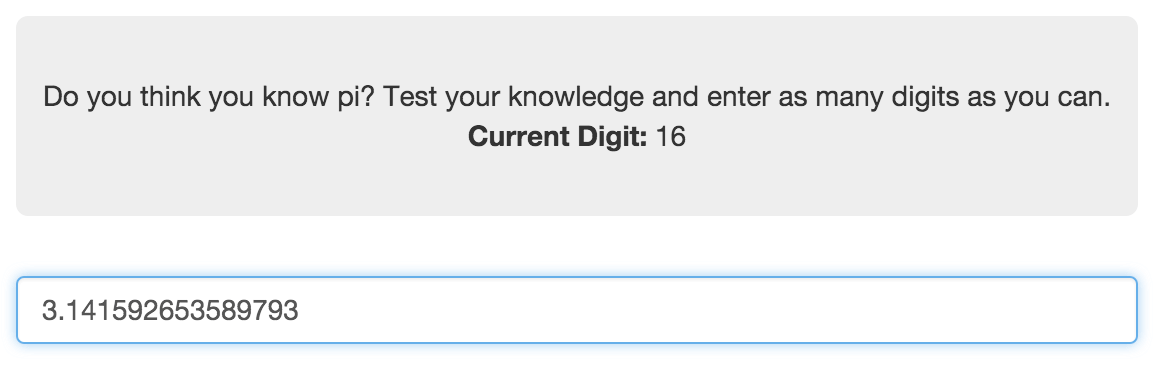 Do you think you know pi? Test your knowledge and enter as many digits as you can.
Current Digit: 16
3.141592653589793